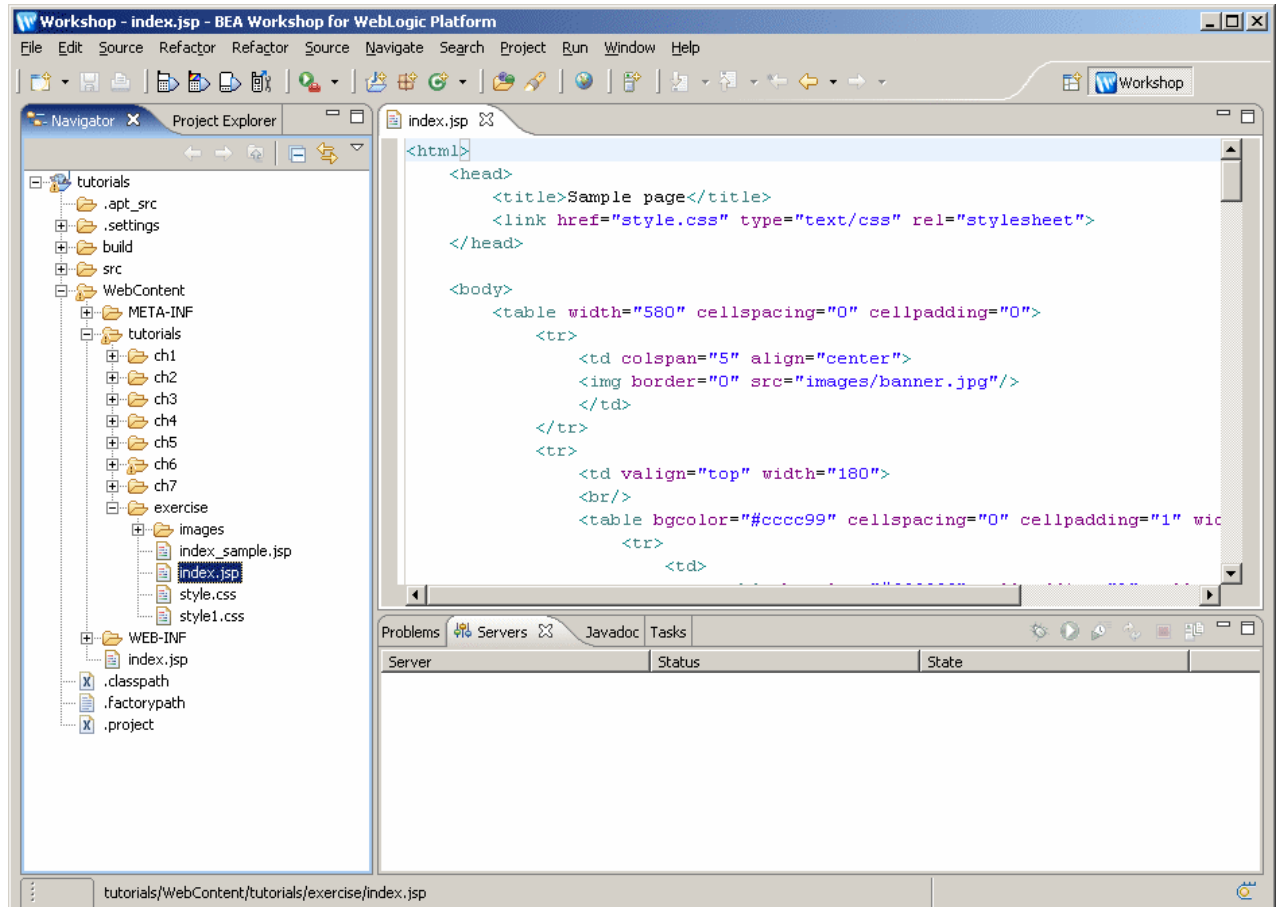 Workshop - index.jsp - BEA Workshop for WebLogic Platform
File Edit Source Refactor Refactor Source Navigate Search Project Run Window Help
Workshop
Navigator Project Explorer
tutorials
.apt_src
.settings
build
src
WebContent
META-INF
tutorials
ch1
ch2
ch3
ch4
ch5
ch6
ch7
exercise
images
index_sample.jsp
index.jsp
style.css
style1.css
WEB-INF
index.jsp
.classpath
.factorypath
.project
index.jsp
<html>
<head>
<title>Sample page</title>
<link href="style.css" type="text/css" rel="stylesheet">
</head>
<body>
<table width="580" cellspacing="0" cellpadding="0">
<tr>
<td colspan="5" align="center">
<img border="0" src="images/banner.jpg"/>
</td>
</tr>
<tr>
<td valign="top" width="180">
<br/>
<table bgcolor="#cccc99" cellspacing="0" cellpadding="1" wid
<tr>
<td>
Problems Servers Javadoc Tasks
Server Status State
tutorials/WebContent/tutorials/exercise/index.jsp